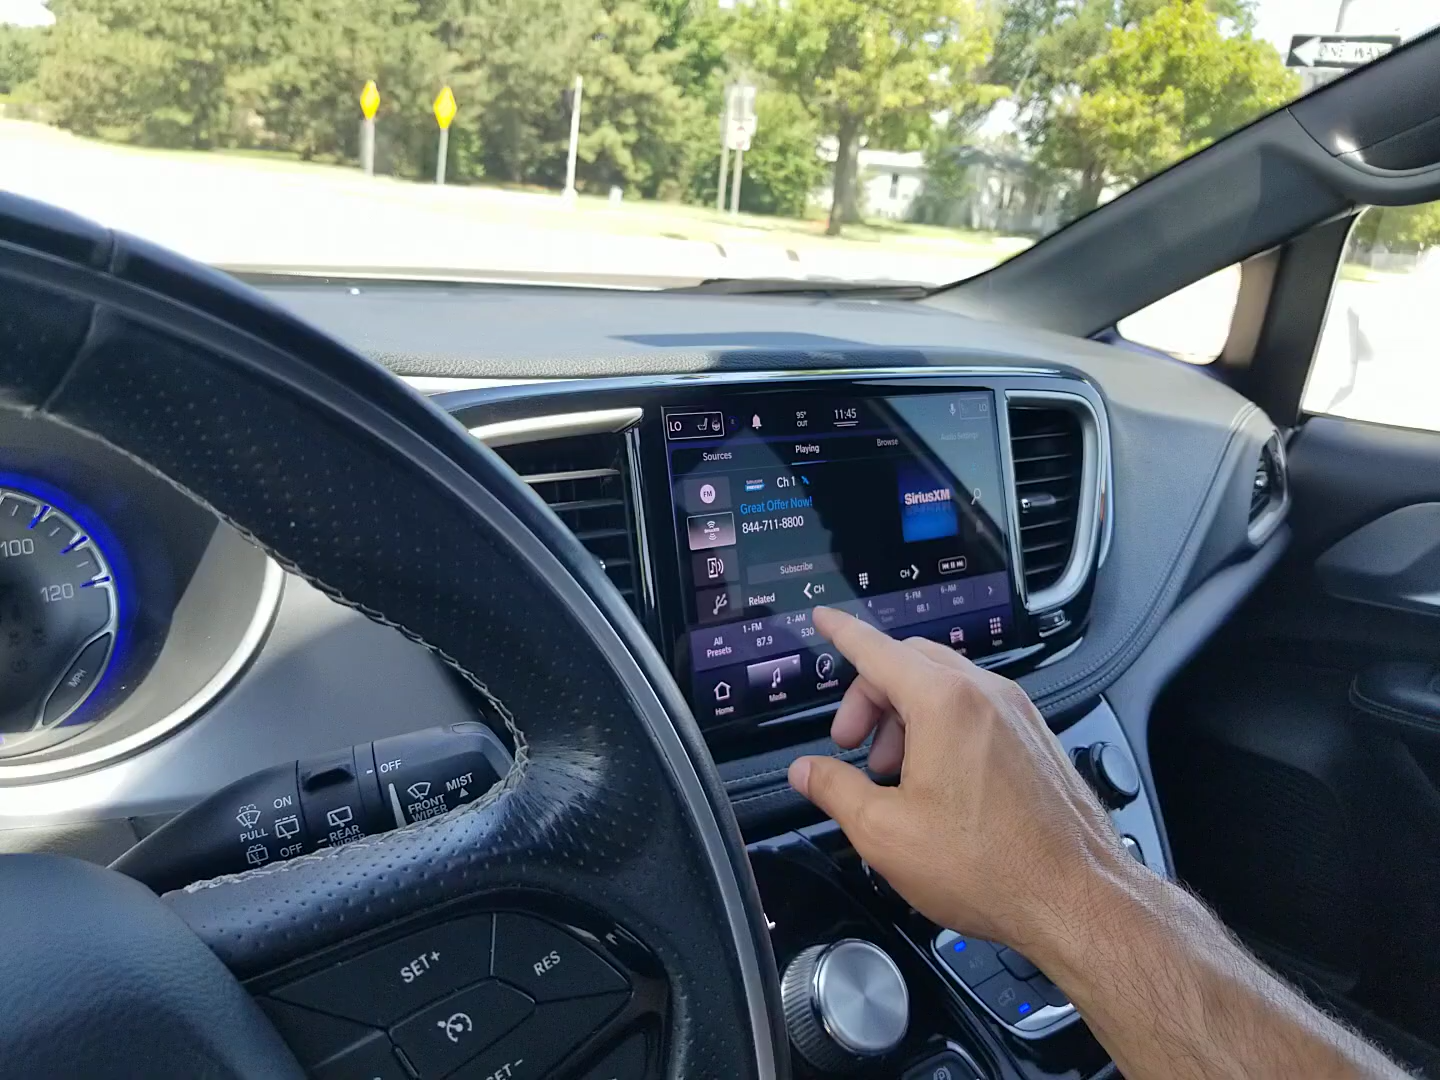 ONE WAY
LO
95°
OUT
11:45
LO
Sources
Playing
Browse
Audio Settings
FM
Ch 1
Great Offer Now!
844-711-8800
SiriusXM
Subscribe
Related
CH
CH
All
Presets
1-FM
87.9
2-AM
530
4
5-FM
88.1
6-AM
600
Home
Media
Comfort
Apps
100
120
MPH
OFF
ON
PULL
OFF
REAR
WIPER
FRONT
WIPER
MIST
SET+
RES
SET-